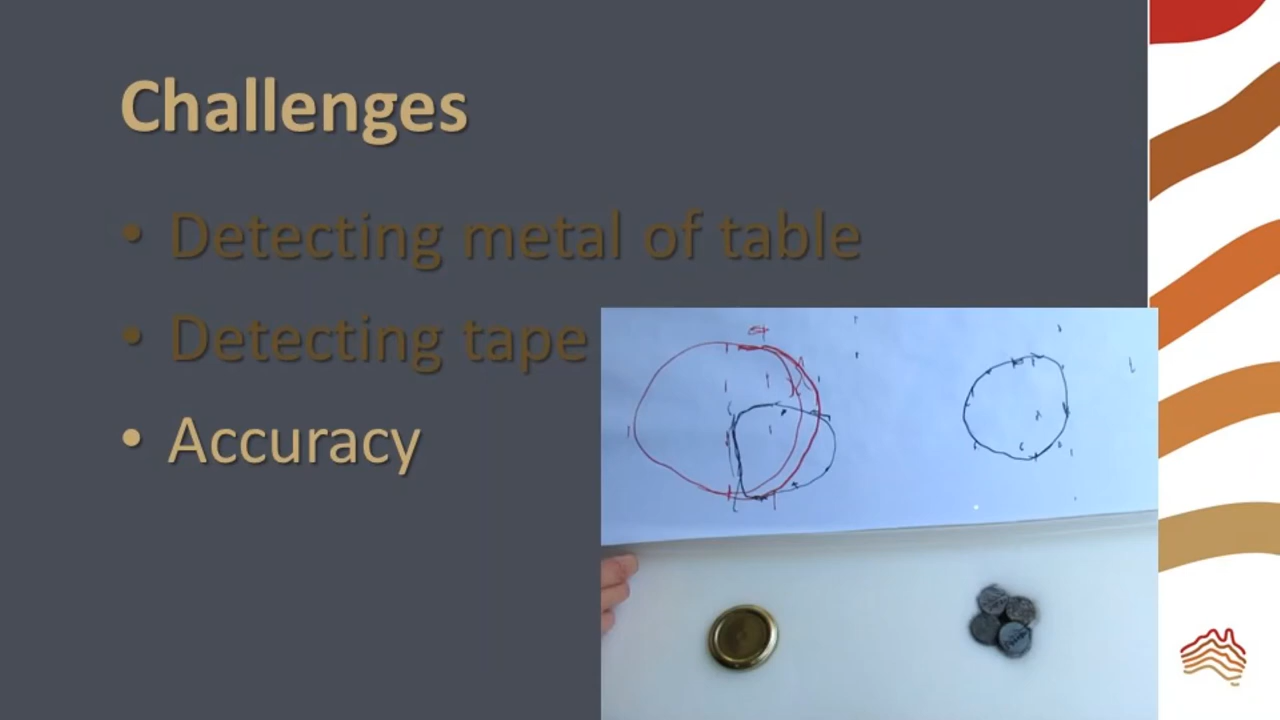 Challenges
• Detecting metal of table
• Detecting tape
• Accuracy